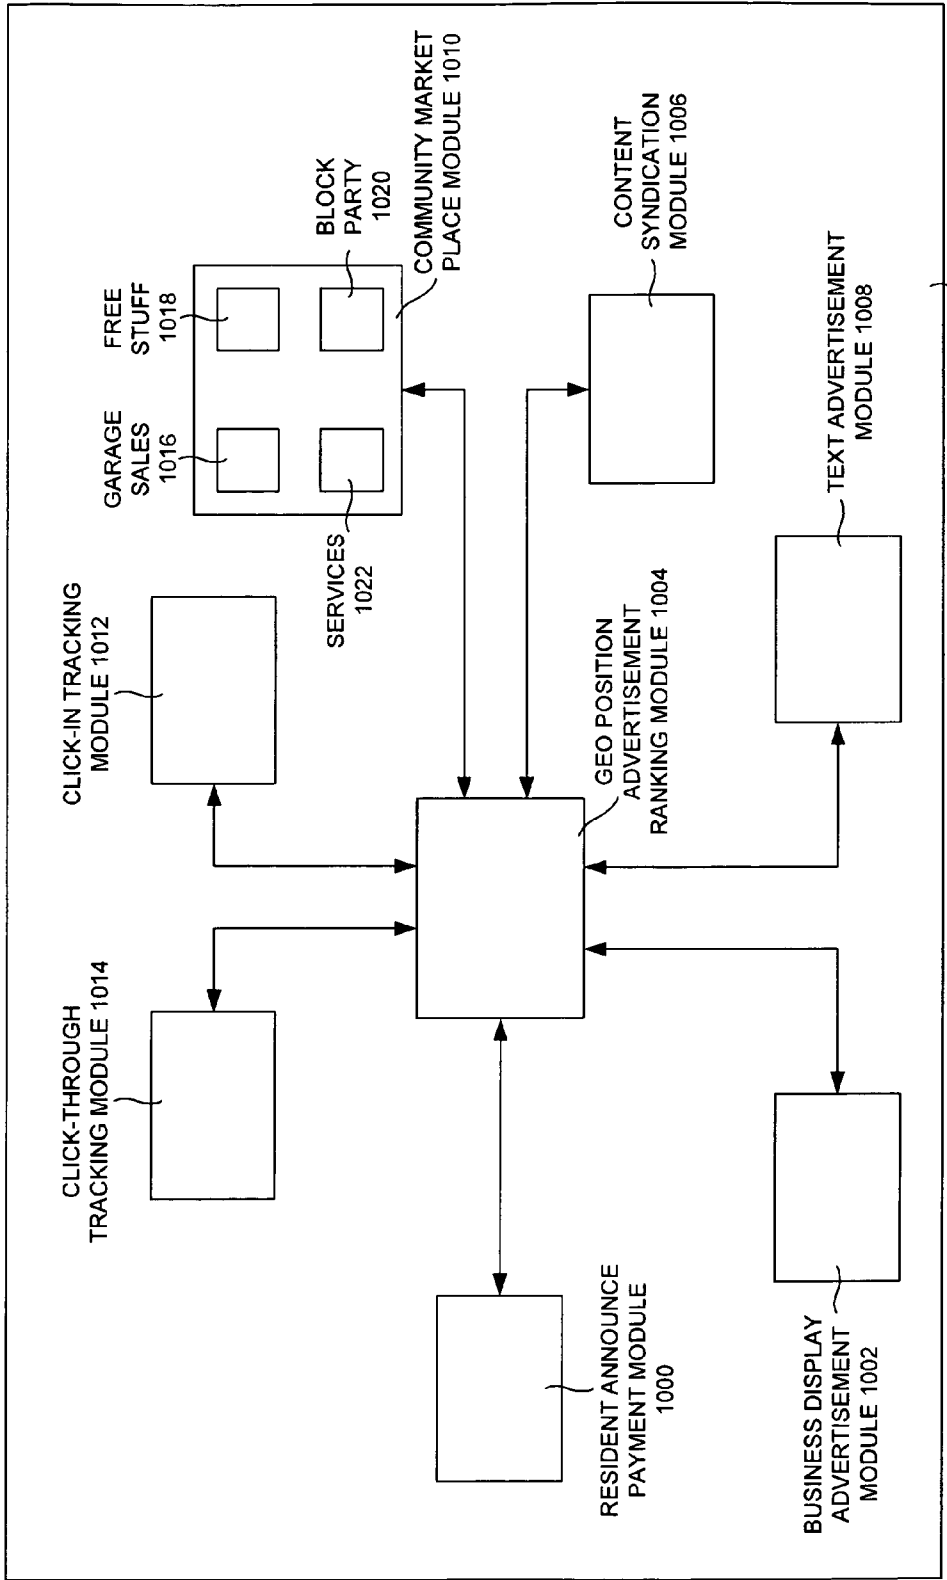 CLICK-THROUGH
TRACKING MODULE 1014
CLICK-IN TRACKING
MODULE 1012
GARAGE
SALES
1016
FREE
STUFF
1018
SERVICES
1022
BLOCK
PARTY
1020
COMMUNITY MARKET
PLACE MODULE 1010
RESIDENT ANNOUNCE
PAYMENT MODULE
1000
GEO POSITION
ADVERTISEMENT
RANKING MODULE 1004
CONTENT
SYNDICATION
MODULE 1006
BUSINESS DISPLAY
ADVERTISEMENT
MODULE 1002
TEXT ADVERTISEMENT
MODULE 1008